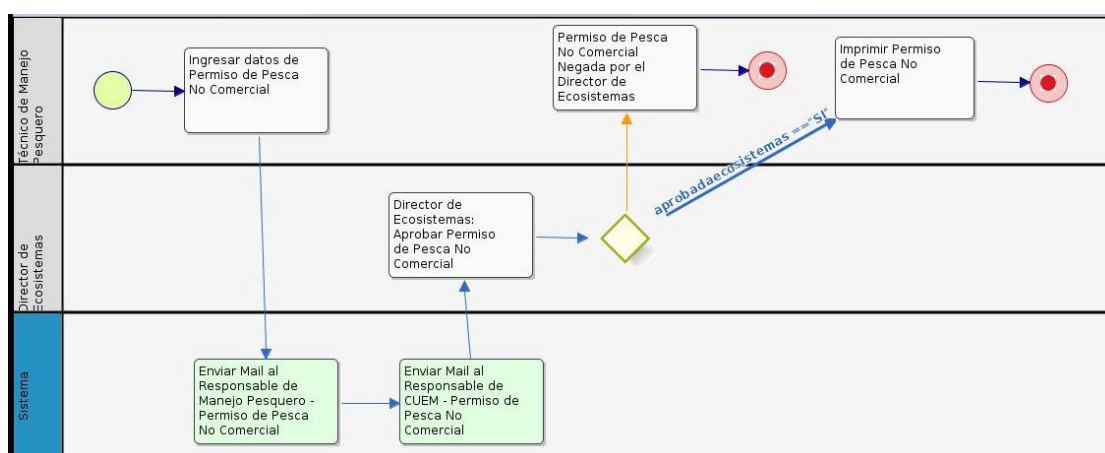 Técnico de Manejo
Pesquero
Ingresar datos de
Permiso de Pesca
No Comercial
Permiso de Pesca
No Comercial
Negada por el
Director de
Ecosistemas
Imprimir Permiso
de Pesca No
Comercial
aprobadaecosistemas =="SI"
Director de
Ecosistemas
Director de
Ecosistemas:
Aprobar Permiso
de Pesca No
Comercial
Sistema
Enviar Mail al
Responsable de
Manejo Pesquero -
Permiso de Pesca
No Comercial
Enviar Mail al
Responsable de
CUEM - Permiso de
Pesca No
Comercial